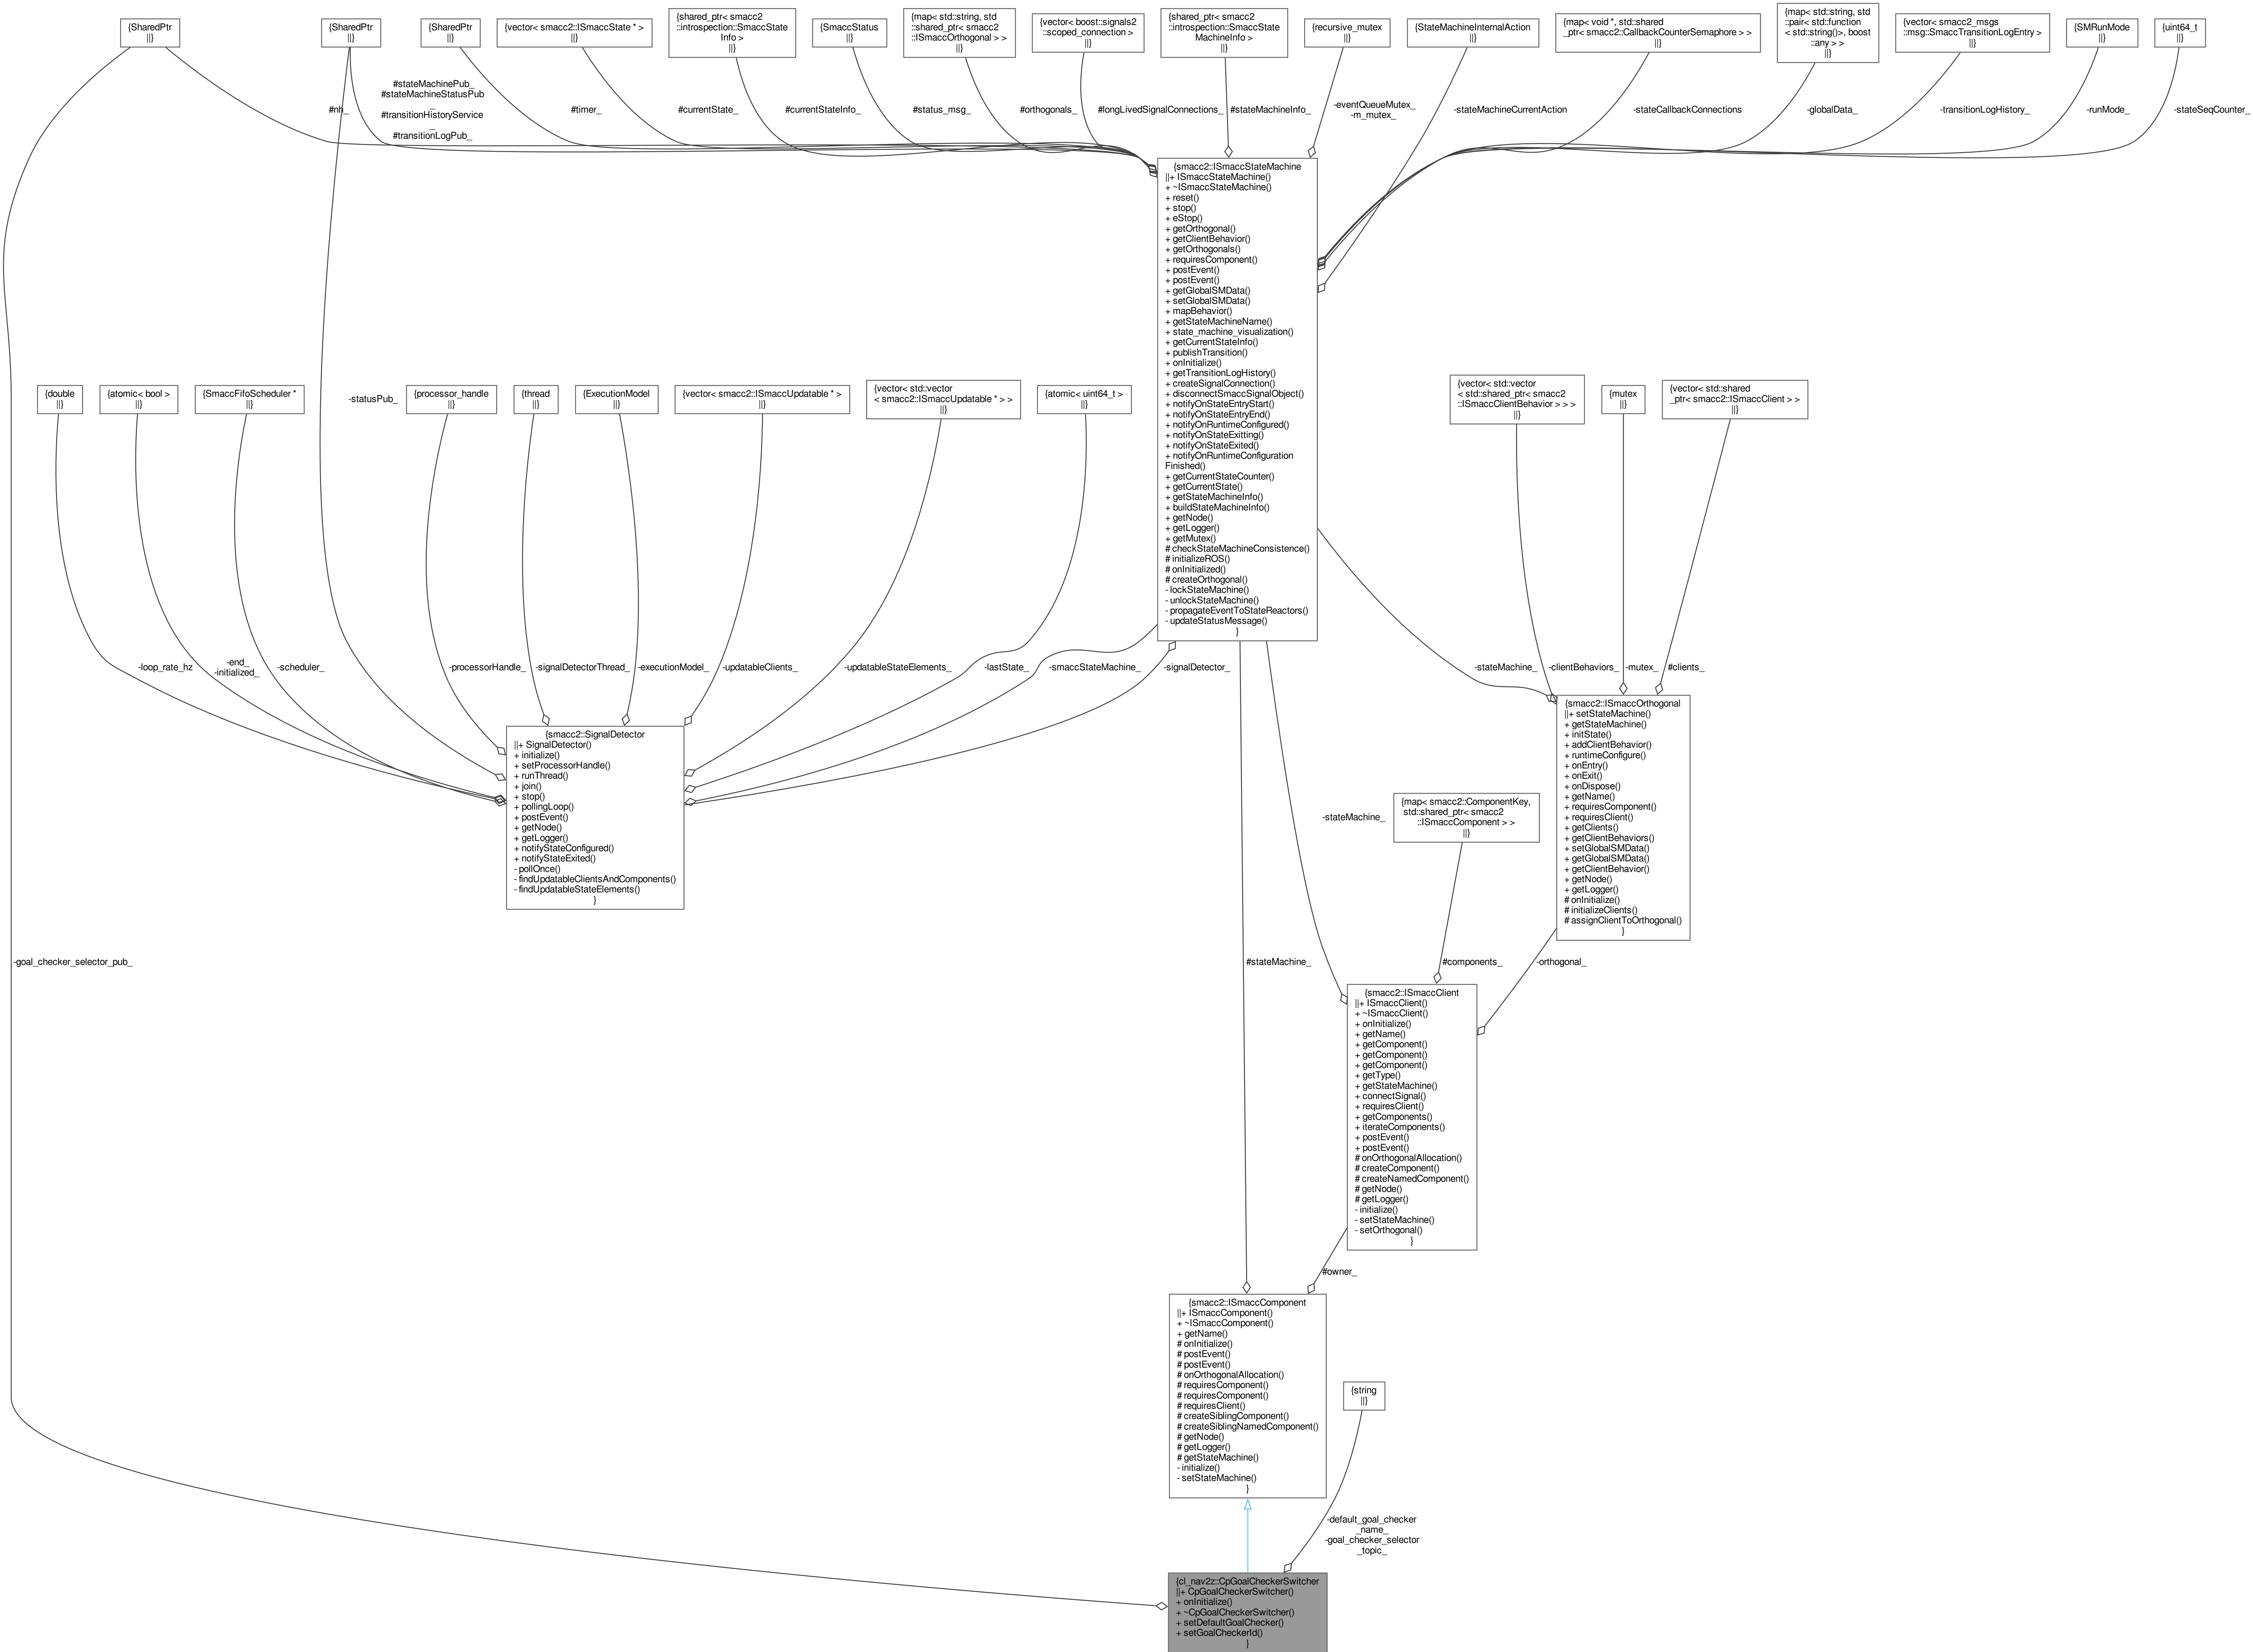 {SharedPtr
||}
{SharedPtr
||}
{SharedPtr
||}
{vector< smacc2::ISmaccState * >
||}
{shared_ptr< smacc2
::introspection::SmaccState
Info >
||}
{SmaccStatus
||}
{map< std::string, std
::shared_ptr< smacc2
::ISmaccOrthogonal > >
||}
{vector< boost::signals2
::scoped_connection >
||}
{shared_ptr< smacc2
::introspection::SmaccState
MachineInfo >
||}
{recursive_mutex
||}
{StateMachineInternalAction
||}
{map< void *, std::shared
_ptr< smacc2::CallbackCounterSemaphore > >
||}
{map< std::string, std
::pair< std::function
< std::string()>, boost
::any > >
||}
{vector< smacc2_msgs
::msg::SmaccTransitionLogEntry >
||}
{SMRunMode
||}
{uint64_t
||}
#nh_
#stateMachinePub_
#stateMachineStatusPub
_
#transitionHistoryService
_
#transitionLogPub_
#timer_
#currentState_
#currentStateInfo_
#status_msg_
#orthogonals_
#longLivedSignalConnections_
#stateMachineInfo_
-eventQueueMutex_
-m_mutex_
-stateMachineCurrentAction
-stateCallbackConnections
-globalData_
-transitionLogHistory_
-runMode_
-stateSeqCounter_
{smacc2::ISmaccStateMachine
||+ ISmaccStateMachine()
+ ~ISmaccStateMachine()
+ reset()
+ stop()
+ eStop()
+ getOrthogonal()
+ getClientBehavior()
+ getOrthogonals()
+ requiresComponent()
+ postEvent()
+ postEvent()
+ getGlobalSMData()
+ setGlobalSMData()
+ mapBehavior()
+ getStateMachineName()
+ state_machine_visualization()
+ getCurrentStateInfo()
+ publishTransition()
+ onInitialize()
+ getTransitionLogHistory()
+ createSignalConnection()
+ disconnectSmaccSignalObject()
+ notifyOnStateEntryStart()
+ notifyOnStateEntryEnd()
+ notifyOnRuntimeConfigured()
+ notifyOnStateExitting()
+ notifyOnStateExited()
+ notifyOnRuntimeConfiguration
Finished()
+ getCurrentStateCounter()
+ getCurrentState()
+ getStateMachineInfo()
+ buildStateMachineInfo()
+ getNode()
+ getLogger()
+ getMutex()
# checkStateMachineConsistence()
# initializeROS()
# onInitialized()
# createOrthogonal()
- lockStateMachine()
- unlockStateMachine()
- propagateEventToStateReactors()
- updateStatusMessage()
}
{double
||}
{atomic< bool >
||}
{SmaccFifoScheduler *
||}
-statusPub_
{processor_handle
||}
{thread
||}
{ExecutionModel
||}
{vector< smacc2::ISmaccUpdatable * >
||}
{vector< std::vector
< smacc2::ISmaccUpdatable * > >
||}
{atomic< uint64_t >
||}
{vector< std::vector
< std::shared_ptr< smacc2
::ISmaccClientBehavior > > >
||}
{mutex
||}
{vector< std::shared
_ptr< smacc2::ISmaccClient > >
||}
-loop_rate_hz
-end_
-initialized_
-scheduler_
-processorHandle_
-signalDetectorThread_
-executionModel_
-updatableClients_
-updatableStateElements_
-lastState_
-smaccStateMachine_
-signalDetector_
-stateMachine_
-clientBehaviors_
-mutex_
#clients_
{smacc2::SignalDetector
||+ SignalDetector()
+ initialize()
+ setProcessorHandle()
+ runThread()
+ join()
+ stop()
+ pollingLoop()
+ postEvent()
+ getNode()
+ getLogger()
+ notifyStateConfigured()
+ notifyStateExited()
- pollOnce()
- findUpdatableClientsAndComponents()
- findUpdatableStateElements()
}
{smacc2::ISmaccOrthogonal
||+ setStateMachine()
+ getStateMachine()
+ initState()
+ addClientBehavior()
+ runtimeConfigure()
+ onEntry()
+ onExit()
+ onDispose()
+ getName()
+ requiresComponent()
+ requiresClient()
+ getClients()
+ getClientBehaviors()
+ setGlobalSMData()
+ getGlobalSMData()
+ getClientBehavior()
+ getNode()
+ getLogger()
# onInitialize()
# initializeClients()
# assignClientToOrthogonal()
}
-stateMachine_
{map< smacc2::ComponentKey,
std::shared_ptr< smacc2
::ISmaccComponent > >
||}
-goal_checker_selector_pub_
#stateMachine_
#components_
-orthogonal_
{smacc2::ISmaccClient
||+ ISmaccClient()
+ ~ISmaccClient()
+ onInitialize()
+ getName()
+ getComponent()
+ getComponent()
+ getComponent()
+ getType()
+ getStateMachine()
+ connectSignal()
+ requiresClient()
+ getComponents()
+ iterateComponents()
+ postEvent()
+ postEvent()
# onOrthogonalAllocation()
# createComponent()
# createNamedComponent()
# getNode()
# getLogger()
- initialize()
- setStateMachine()
- setOrthogonal()
}
#owner_
{smacc2::ISmaccComponent
||+ ISmaccComponent()
+ ~ISmaccComponent()
+ getName()
# onInitialize()
# postEvent()
# postEvent()
# onOrthogonalAllocation()
# requiresComponent()
# requiresComponent()
# requiresClient()
# createSiblingComponent()
# createSiblingNamedComponent()
# getNode()
# getLogger()
# getStateMachine()
- initialize()
- setStateMachine()
}
{string
||}
-default_goal_checker
_name_
-goal_checker_selector
_topic_
{cl_nav2z::CpGoalCheckerSwitcher
||+ CpGoalCheckerSwitcher()
+ onInitialize()
+ ~CpGoalCheckerSwitcher()
+ setDefaultGoalChecker()
+ setGoalCheckerId()
}